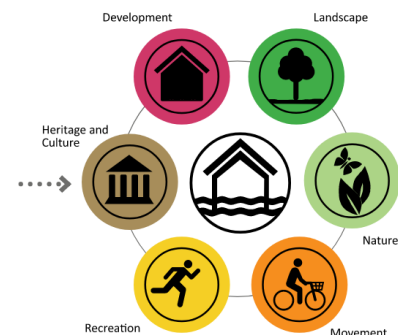 Development
Landscape
Heritage and
Culture
Nature
Recreation
Movement